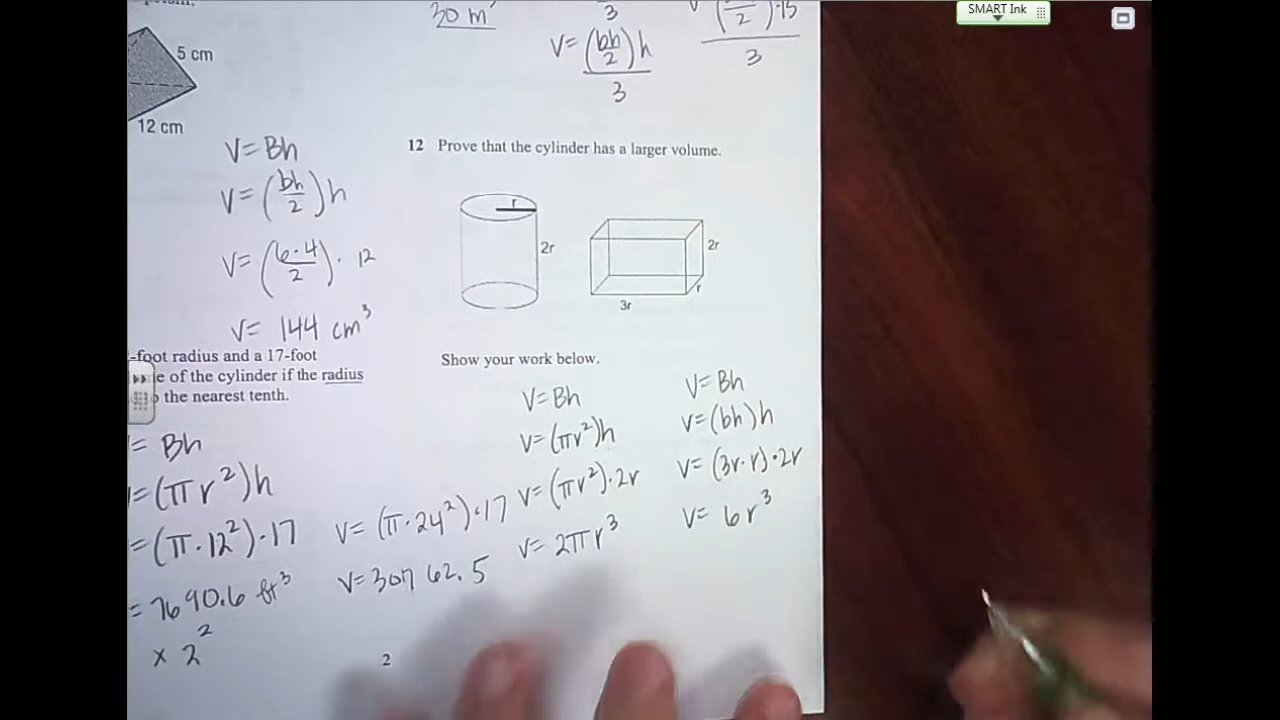 SMART Ink
30 m³
3
2
·15
3
V=(bh/2)h
3
5 cm
12 cm
V=Bh
V=(bh/2)h
V=(6·4/2)·12
V= 144 cm³
-foot radius and a 17-foot
e of the cylinder if the radius
the nearest tenth.
= Bh
=(πr²)h
=(π·12²)·17
=7690.6 ft³
x 2²
V=(π·24²)·17
V=30762.5
12 Prove that the cylinder has a larger volume.
r
2r
2r
r
3r
Show your work below.
V=Bh
V=(πr²)h
V=(πr²)·2r
V=2πr³
V=Bh
V=(bh)h
V=(3r·r)·2r
V=6r³
2